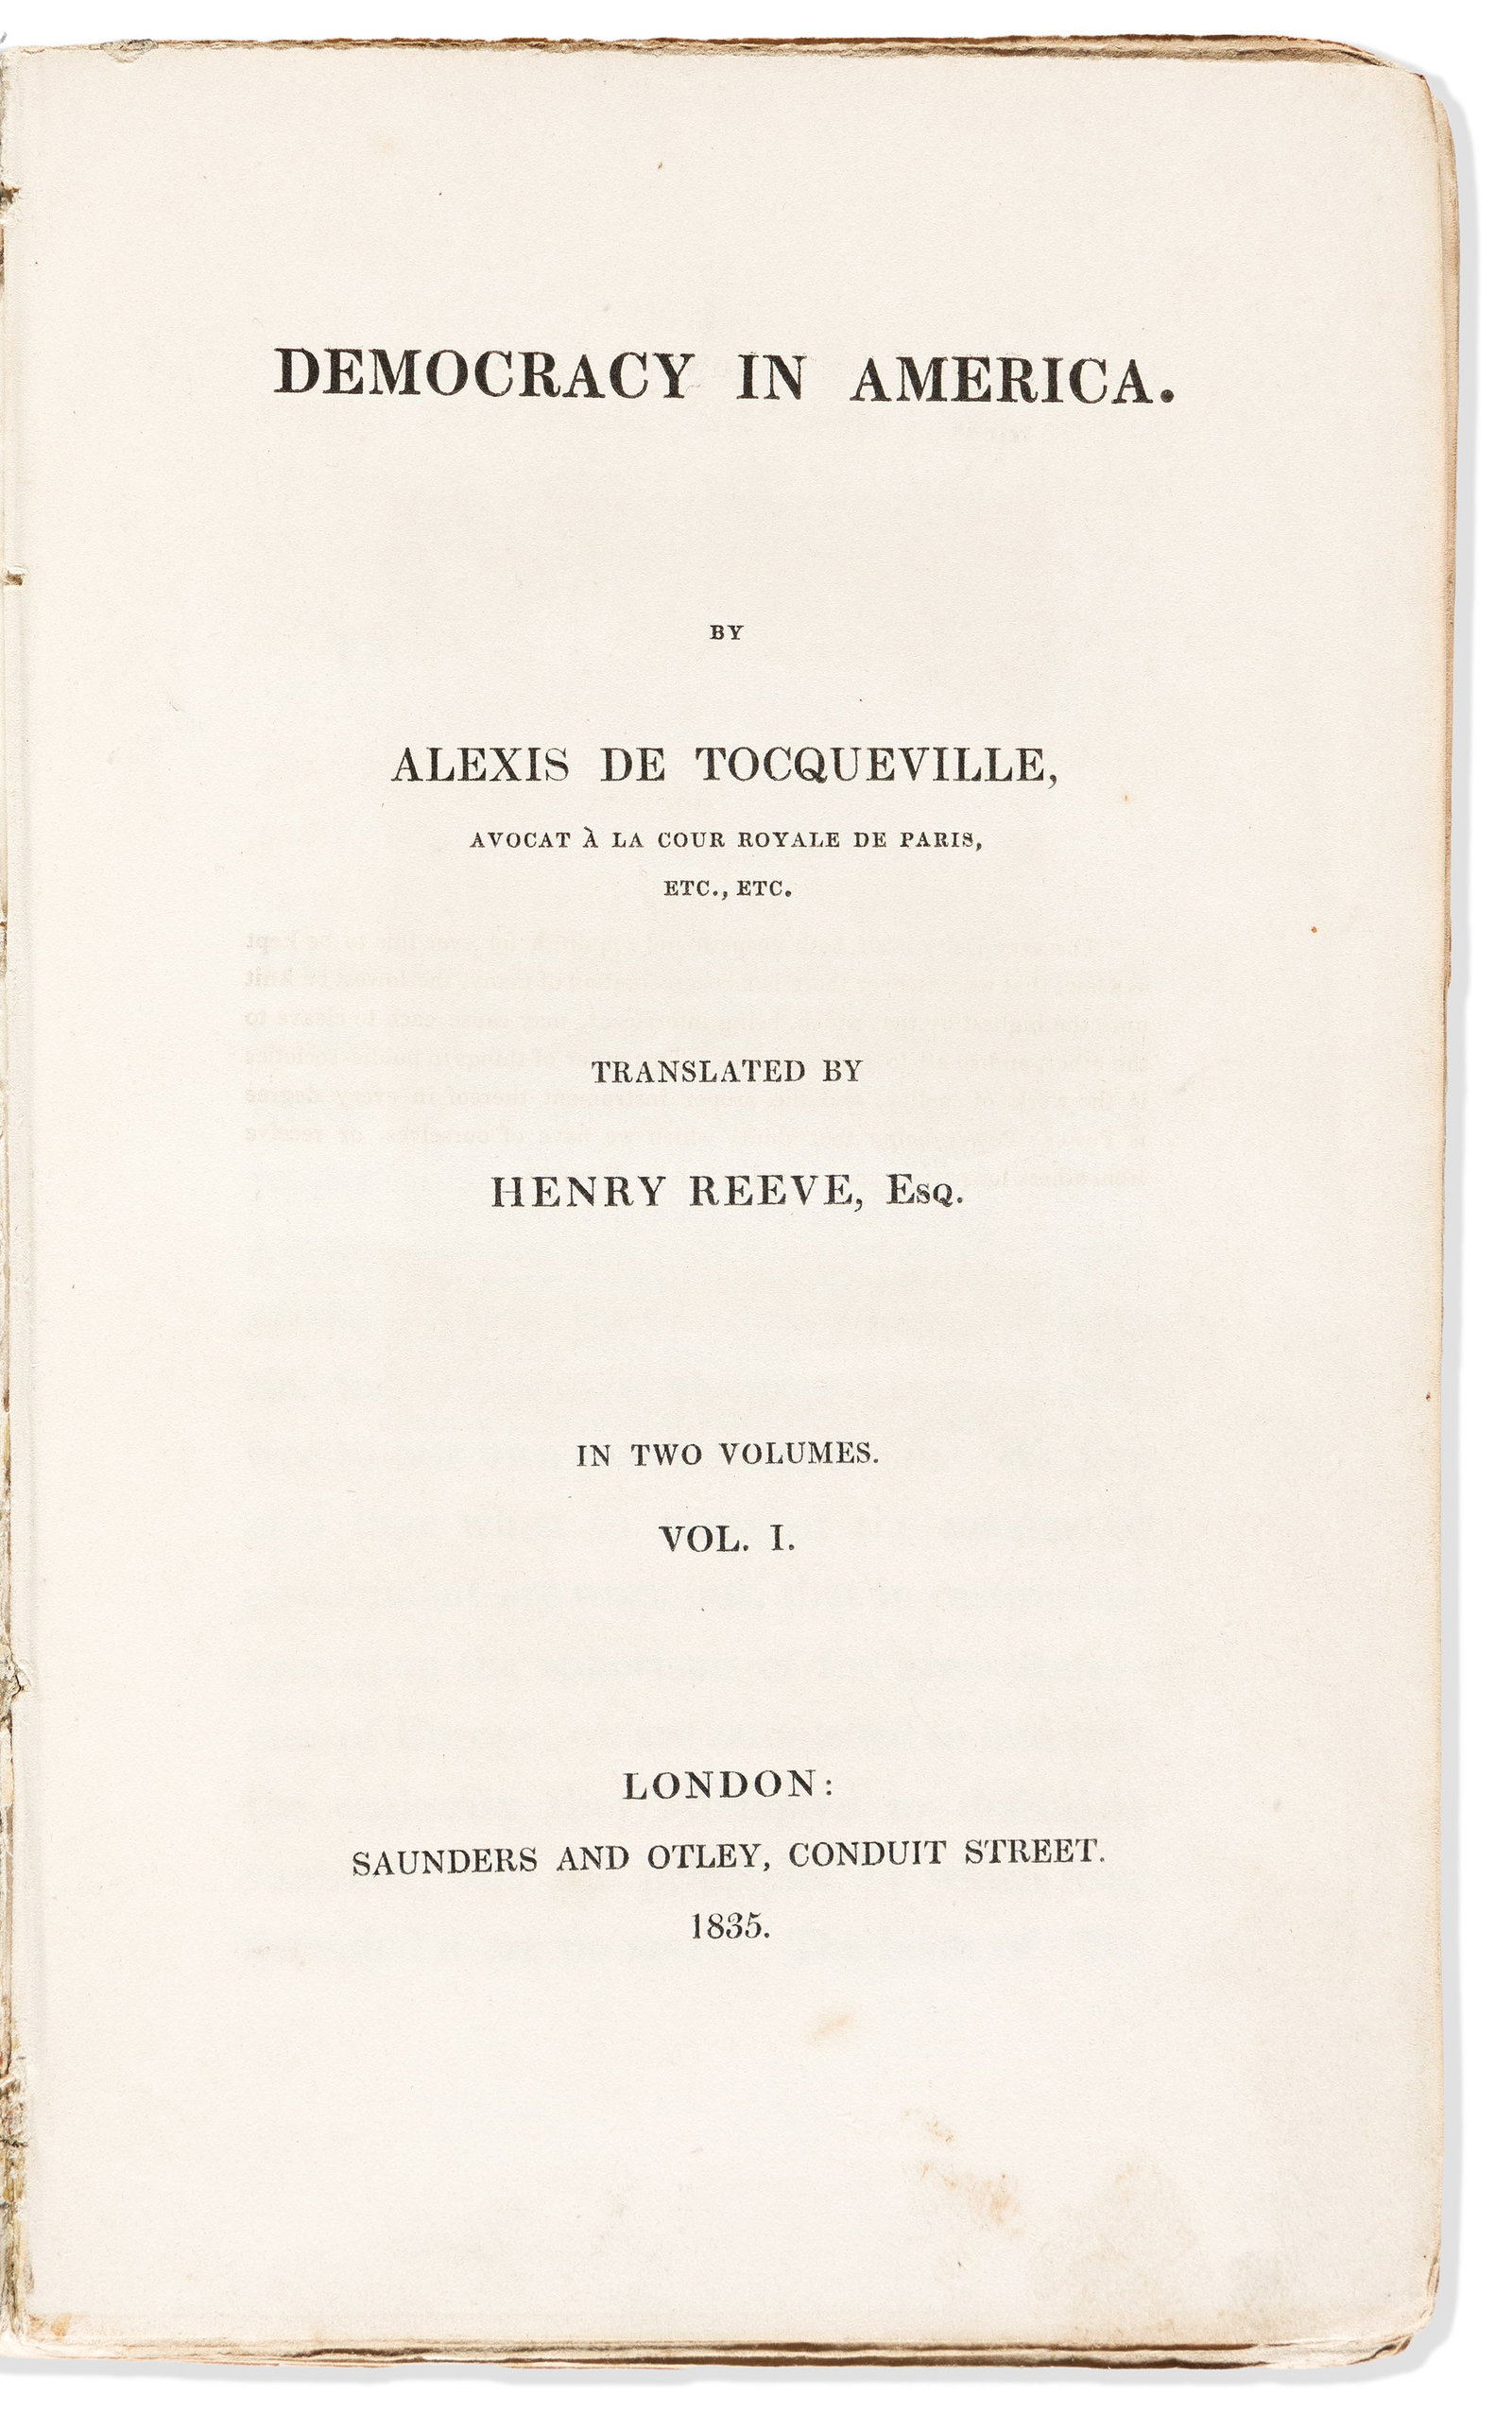 DEMOCRACY IN AMERICA.
BY
ALEXIS DE TOCQUEVILLE,
AVOCAT À LA COUR ROYALE DE PARIS,
ETC., ETC.
TRANSLATED BY
HENRY REEVE, Esq.
IN TWO VOLUMES.
VOL. I.
LONDON:
SAUNDERS AND OTLEY, CONDUIT STREET.
1835.